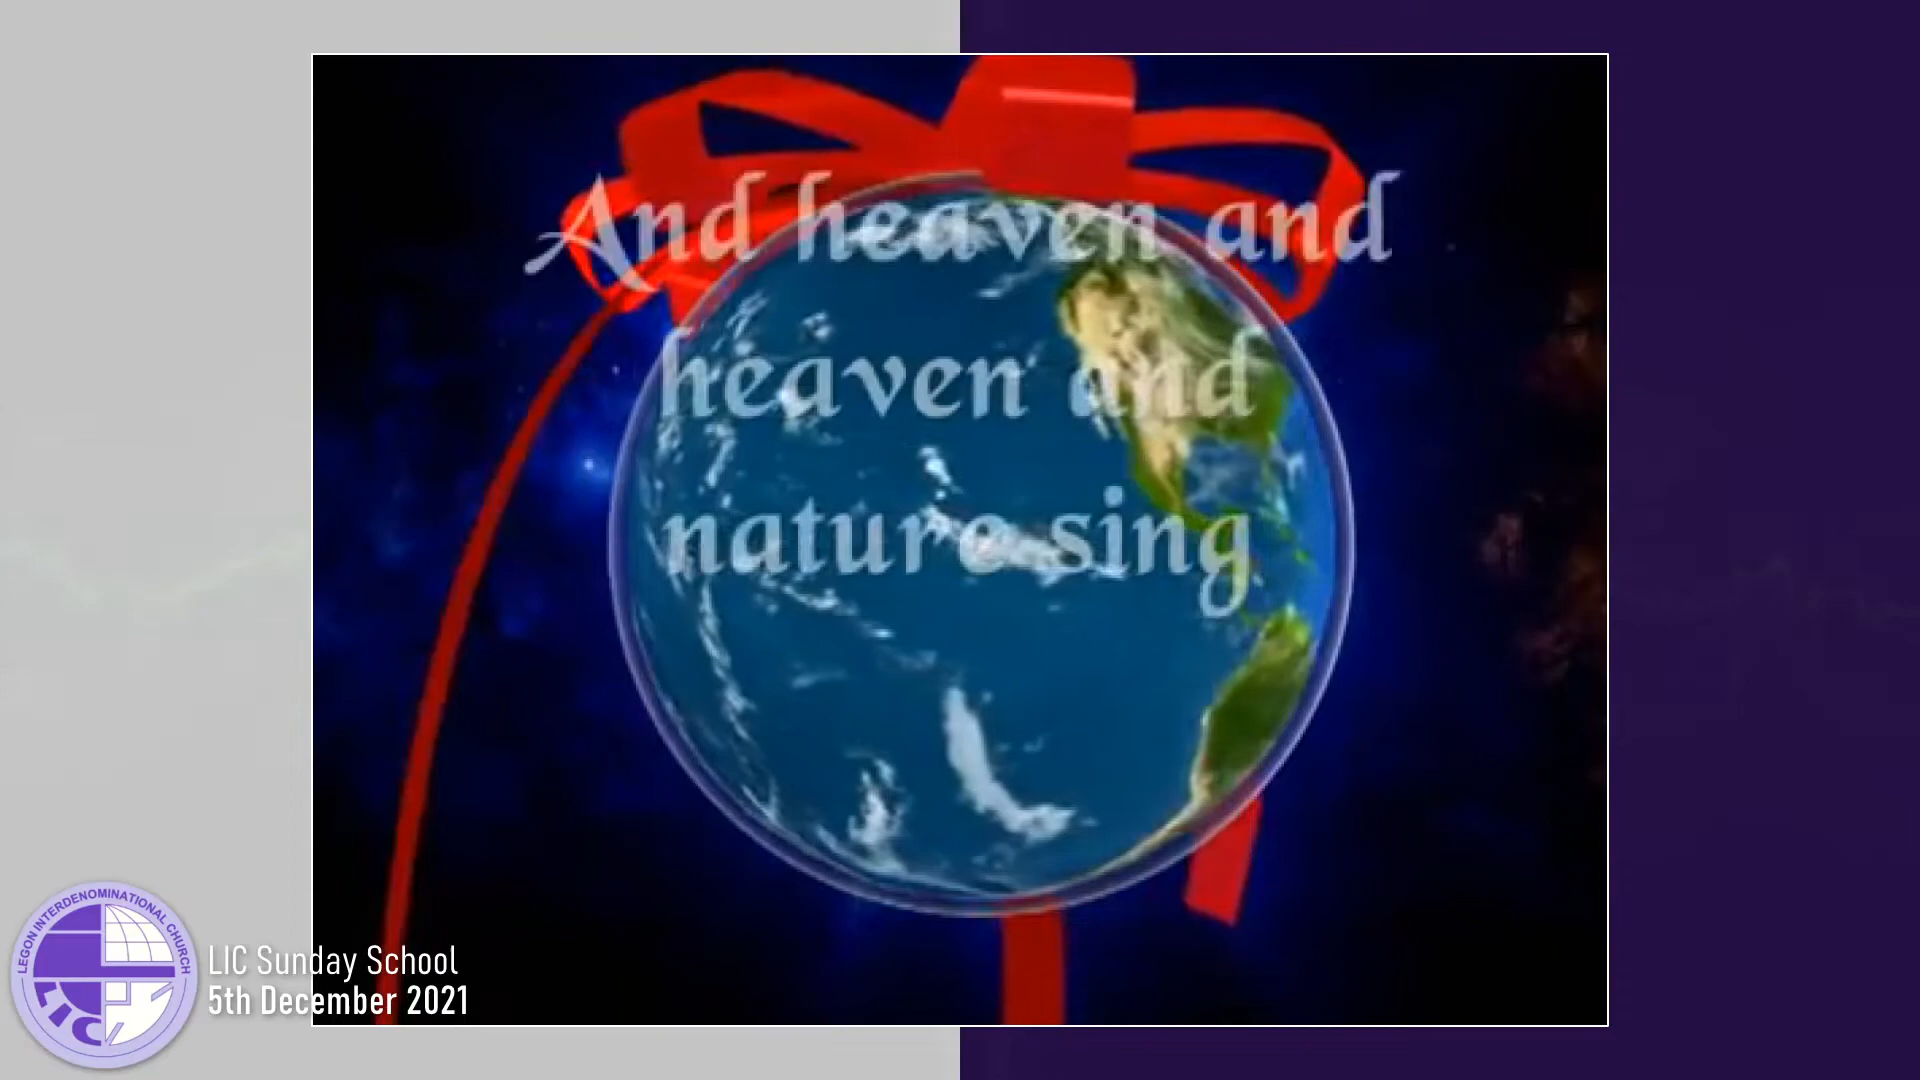 And heaven and
heaven and
nature sing
LEGON INTERDENOMINATIONAL CHURCH
LIC
LIC Sunday School
5th December 2021